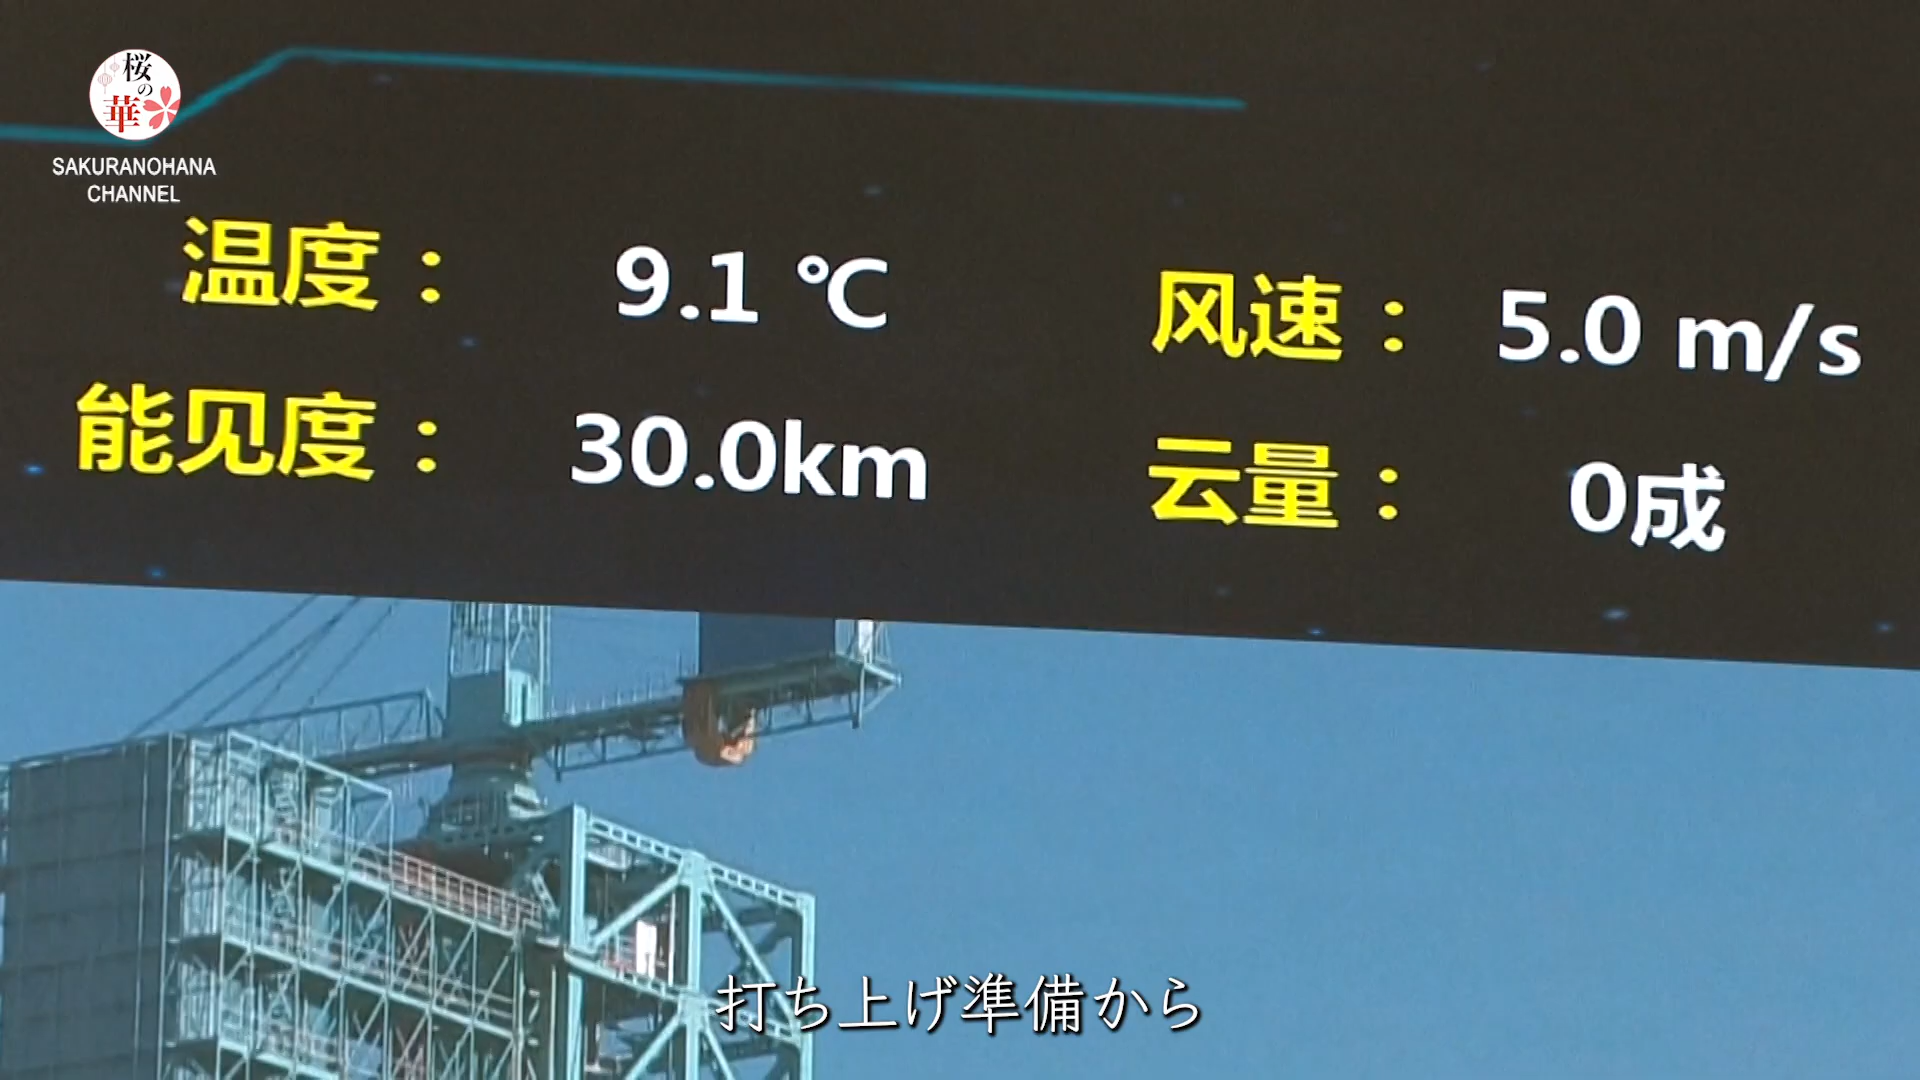 桜の華
SAKURANOHANA
CHANNEL
温度： 9.1 ℃ 风速： 5.0 m/s
能见度： 30.0km 云量： 0成
打ち上げ準備から